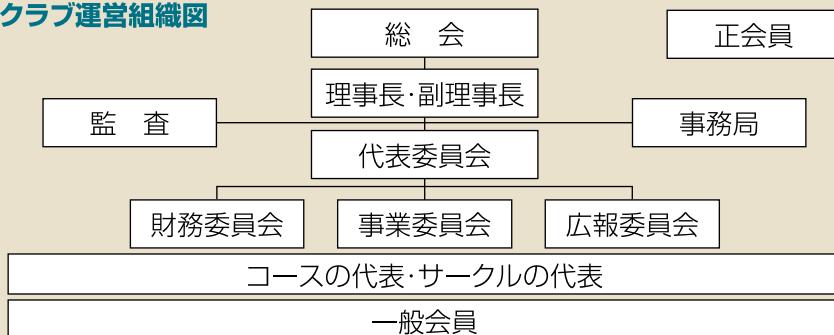 クラブ運営組織図
総　会
正会員
理事長・副理事長
監　査
事務局
代表委員会
財務委員会
事業委員会
広報委員会
コースの代表・サークルの代表
一般会員